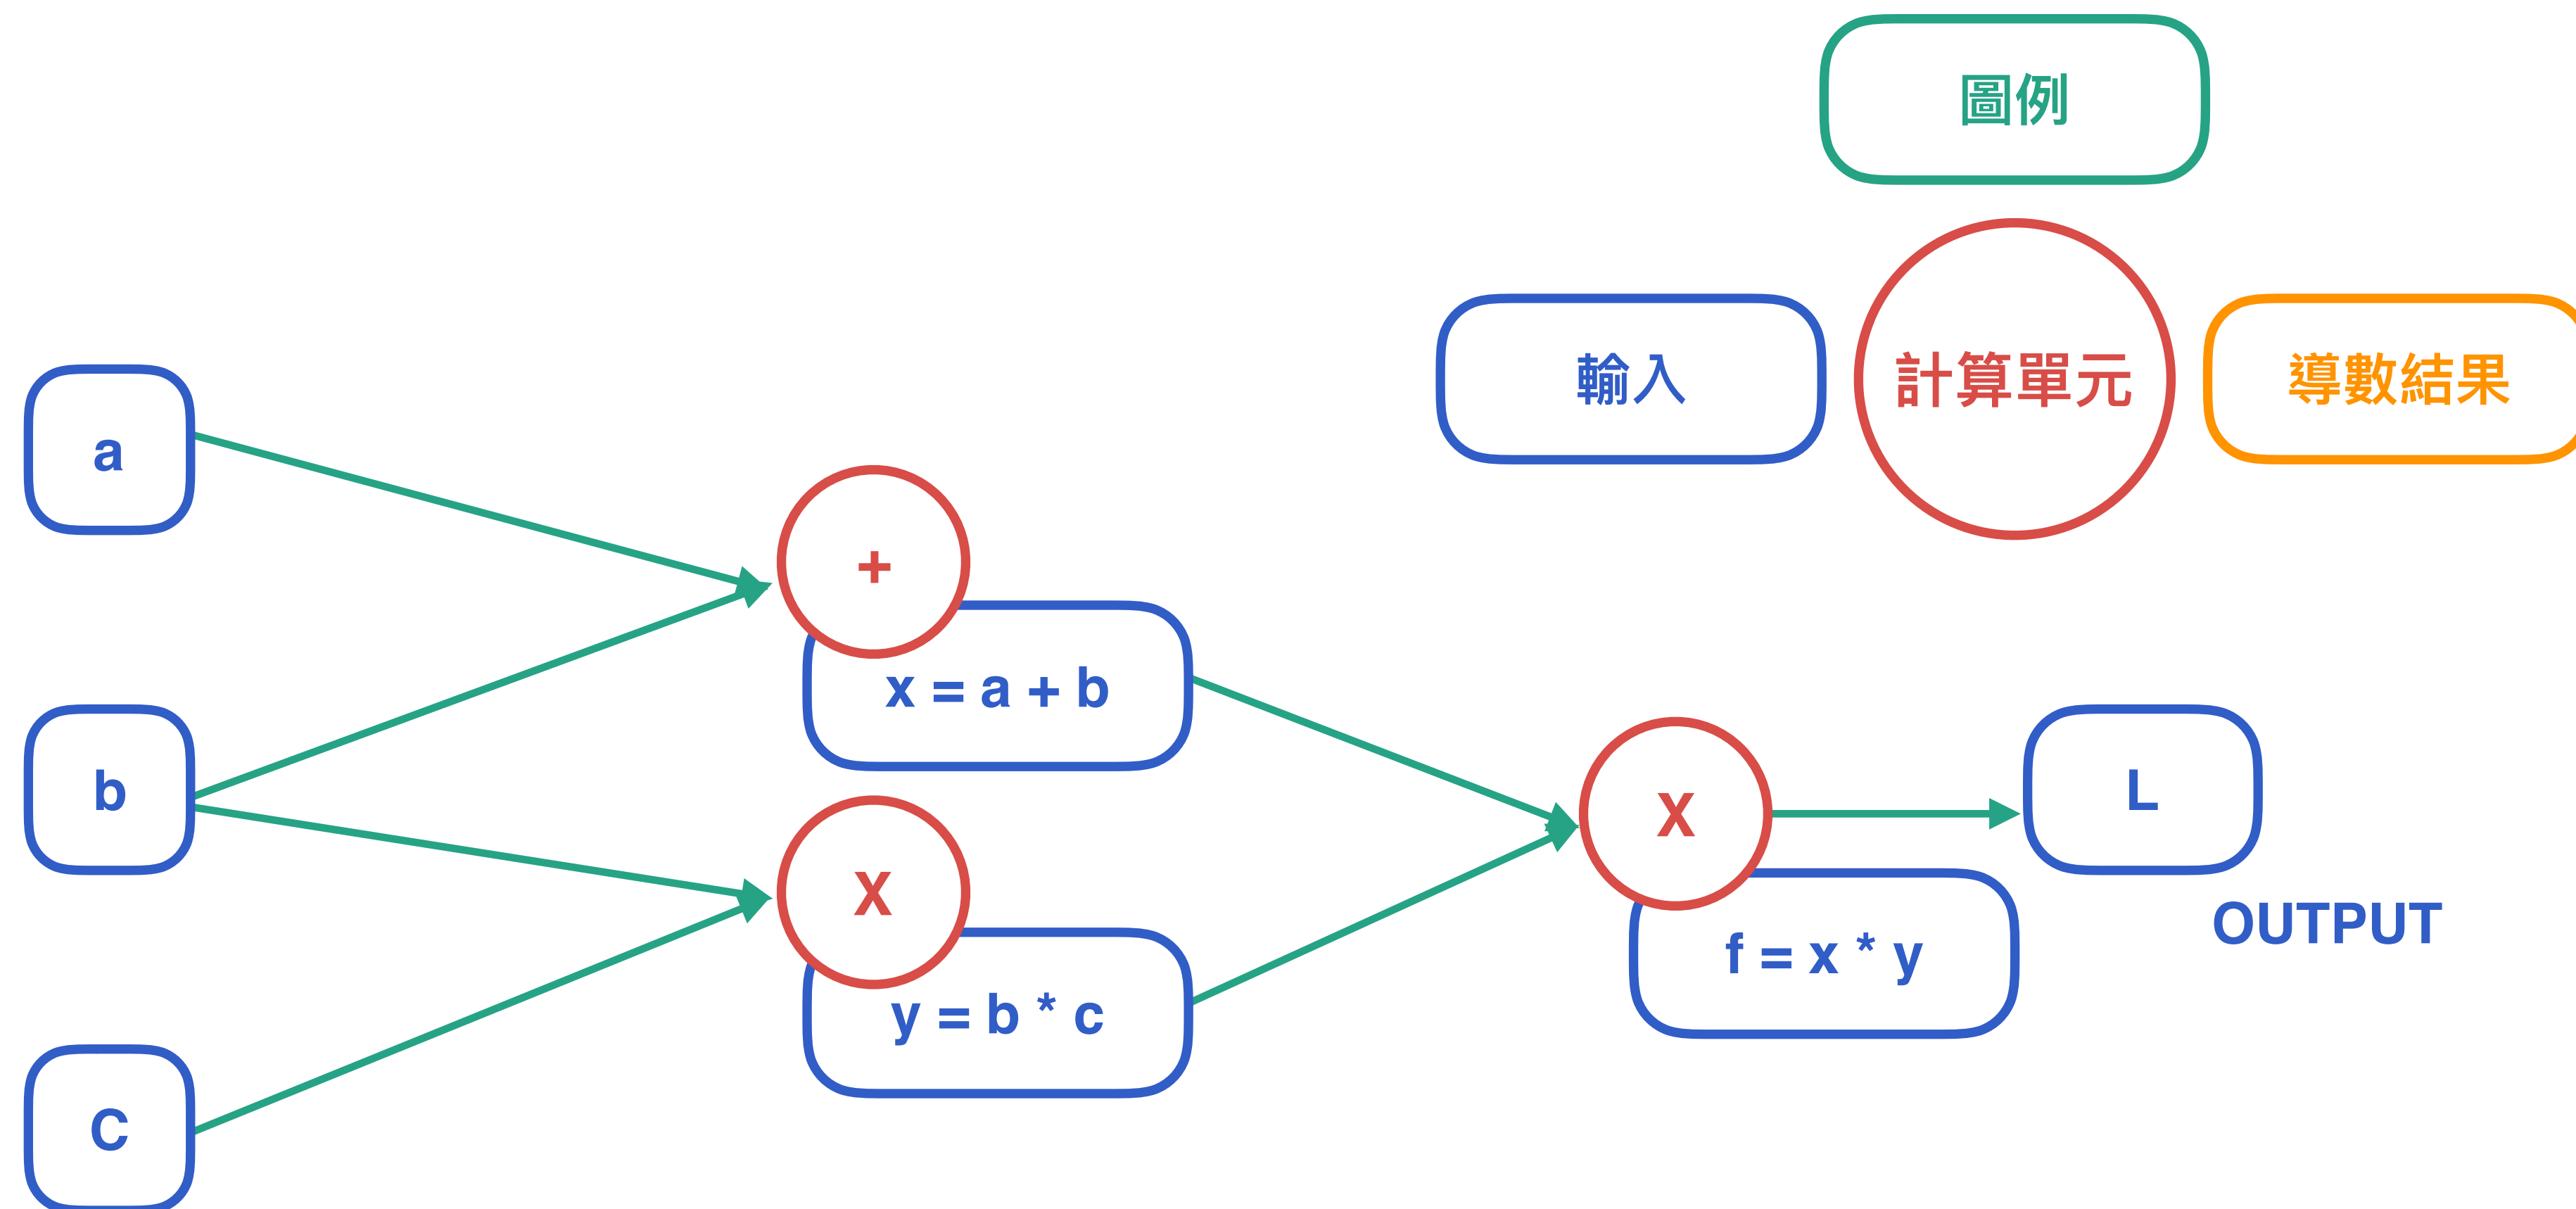 圖例
輸入
計算單元
導數結果
a
+
x = a + b
b
X
L
X
OUTPUT
f = x * y
y = b * c
C